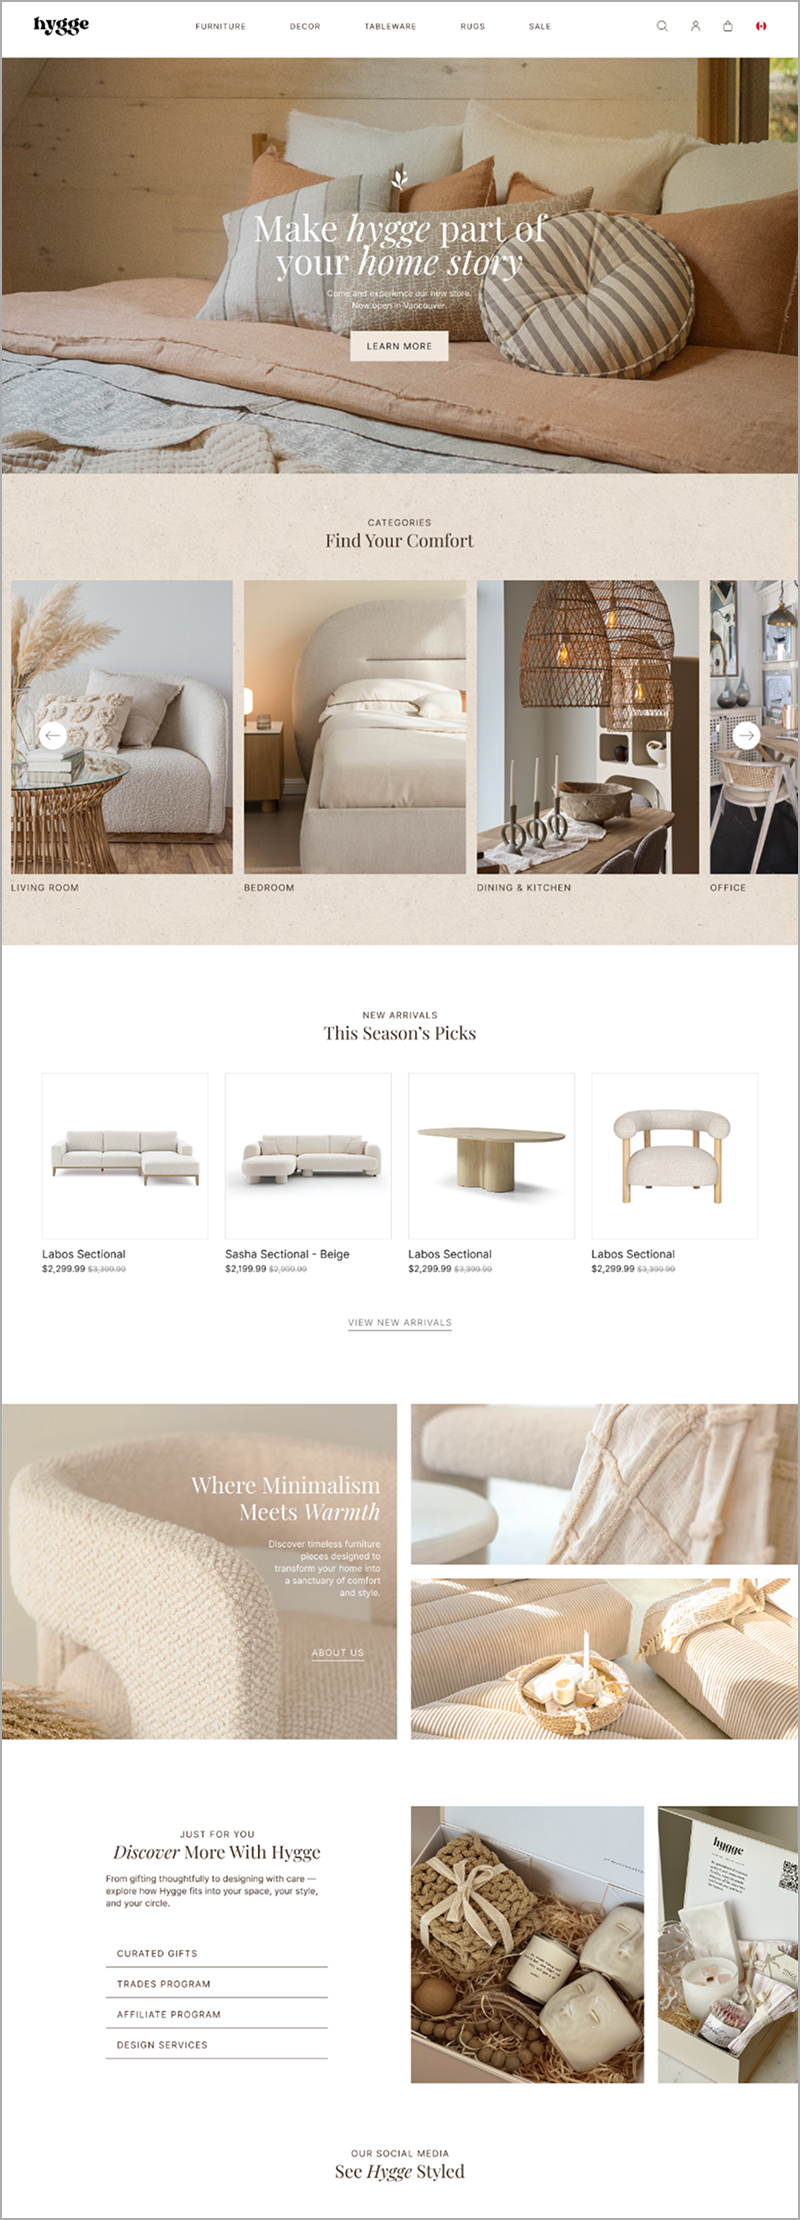 hygge
FURNITURE DECOR TABLEWARE RUGS SALE
Make hygge part of
your home story
Come and experience our new store.
Now open in Vancouver.
LEARN MORE
CATEGORIES
Find Your Comfort
LIVING ROOM
BEDROOM
DINING & KITCHEN
OFFICE
NEW ARRIVALS
This Season's Picks
Labos Sectional
$2,299.99 $3,399.99
Sasha Sectional - Beige
$2,199.99 $2,999.99
Labos Sectional
$2,299.99 $3,399.99
Labos Sectional
$2,299.99 $3,399.99
VIEW NEW ARRIVALS
Where Minimalism
Meets Warmth
Discover timeless furniture
pieces designed to
transform your home into
a sanctuary of comfort
and style.
ABOUT US
JUST FOR YOU
Discover More With Hygge
From gifting thoughtfully to designing with care —
explore how Hygge fits into your space, your style,
and your circle.
CURATED GIFTS
TRADES PROGRAM
AFFILIATE PROGRAM
DESIGN SERVICES
hygge
OUR SOCIAL MEDIA
See Hygge Styled